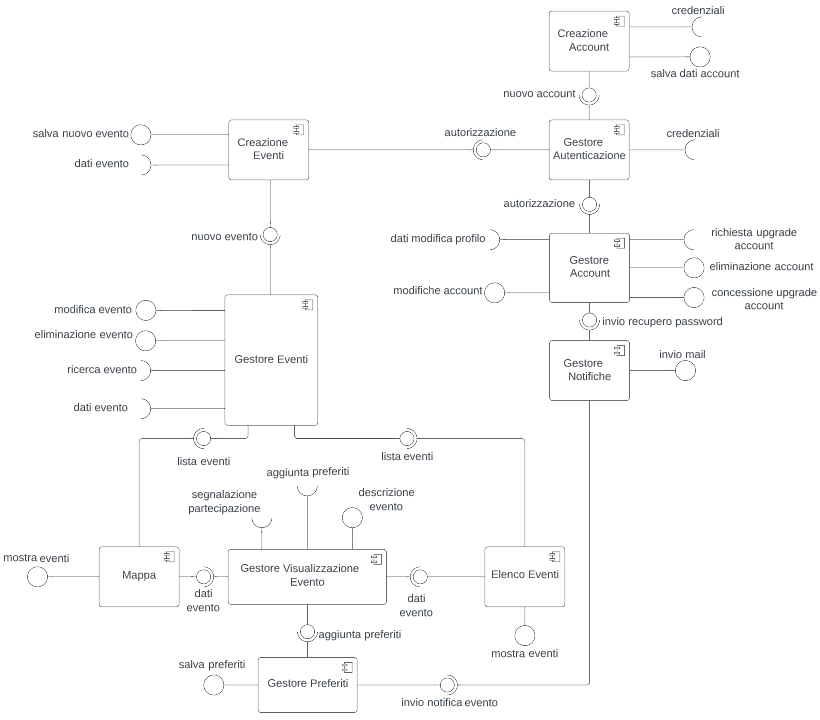 credenziali
Creazione
Account
salva dati account
nuovo account
salva nuovo evento
Creazione
Eventi
autorizzazione
Gestore
Autenticazione
credenziali
dati evento
autorizzazione
nuovo evento
dati modifica profilo
Gestore
Account
richiesta upgrade
account
eliminazione account
modifiche account
concessione upgrade
account
modifica evento
invio recupero password
eliminazione evento
Gestore Eventi
Gestore
Notifiche
invio mail
ricerca evento
dati evento
lista eventi
lista eventi
aggiunta preferiti
segnalazione
partecipazione
descrizione
evento
mostra eventi
Mappa
Gestore Visualizzazione
Evento
Elenco Eventi
dati
evento
dati
evento
aggiunta preferiti
mostra eventi
salva preferiti
Gestore Preferiti
invio notifica evento